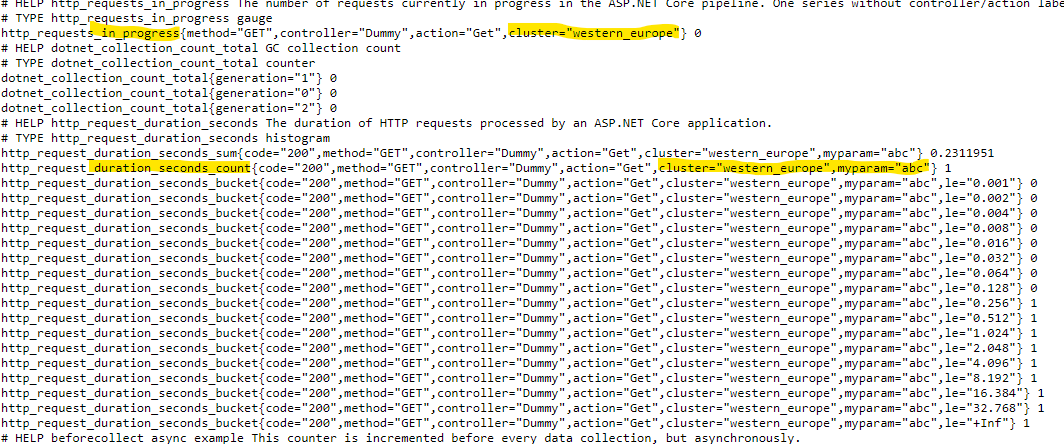 # HELP http_requests_in_progress The number of requests currently in progress in the ASP.NET Core pipeline. One series without controller/action labe
# TYPE http_requests_in_progress gauge
http_requests_in_progress{method="GET",controller="Dummy",action="Get",cluster="western_europe"} 0
# HELP dotnet_collection_count_total GC collection count
# TYPE dotnet_collection_count_total counter
dotnet_collection_count_total{generation="1"} 0
dotnet_collection_count_total{generation="0"} 0
dotnet_collection_count_total{generation="2"} 0
# HELP http_request_duration_seconds The duration of HTTP requests processed by an ASP.NET Core application.
# TYPE http_request_duration_seconds histogram
http_request_duration_seconds_sum{code="200",method="GET",controller="Dummy",action="Get",cluster="western_europe",myparam="abc"} 0.2311951
http_request_duration_seconds_count{code="200",method="GET",controller="Dummy",action="Get",cluster="western_europe",myparam="abc"} 1
http_request_duration_seconds_bucket{code="200",method="GET",controller="Dummy",action="Get",cluster="western_europe",myparam="abc",le="0.001"} 0
http_request_duration_seconds_bucket{code="200",method="GET",controller="Dummy",action="Get",cluster="western_europe",myparam="abc",le="0.002"} 0
http_request_duration_seconds_bucket{code="200",method="GET",controller="Dummy",action="Get",cluster="western_europe",myparam="abc",le="0.004"} 0
http_request_duration_seconds_bucket{code="200",method="GET",controller="Dummy",action="Get",cluster="western_europe",myparam="abc",le="0.008"} 0
http_request_duration_seconds_bucket{code="200",method="GET",controller="Dummy",action="Get",cluster="western_europe",myparam="abc",le="0.016"} 0
http_request_duration_seconds_bucket{code="200",method="GET",controller="Dummy",action="Get",cluster="western_europe",myparam="abc",le="0.032"} 0
http_request_duration_seconds_bucket{code="200",method="GET",controller="Dummy",action="Get",cluster="western_europe",myparam="abc",le="0.064"} 0
http_request_duration_seconds_bucket{code="200",method="GET",controller="Dummy",action="Get",cluster="western_europe",myparam="abc",le="0.128"} 0
http_request_duration_seconds_bucket{code="200",method="GET",controller="Dummy",action="Get",cluster="western_europe",myparam="abc",le="0.256"} 1
http_request_duration_seconds_bucket{code="200",method="GET",controller="Dummy",action="Get",cluster="western_europe",myparam="abc",le="0.512"} 1
http_request_duration_seconds_bucket{code="200",method="GET",controller="Dummy",action="Get",cluster="western_europe",myparam="abc",le="1.024"} 1
http_request_duration_seconds_bucket{code="200",method="GET",controller="Dummy",action="Get",cluster="western_europe",myparam="abc",le="2.048"} 1
http_request_duration_seconds_bucket{code="200",method="GET",controller="Dummy",action="Get",cluster="western_europe",myparam="abc",le="4.096"} 1
http_request_duration_seconds_bucket{code="200",method="GET",controller="Dummy",action="Get",cluster="western_europe",myparam="abc",le="8.192"} 1
http_request_duration_seconds_bucket{code="200",method="GET",controller="Dummy",action="Get",cluster="western_europe",myparam="abc",le="16.384"} 1
http_request_duration_seconds_bucket{code="200",method="GET",controller="Dummy",action="Get",cluster="western_europe",myparam="abc",le="32.768"} 1
http_request_duration_seconds_bucket{code="200",method="GET",controller="Dummy",action="Get",cluster="western_europe",myparam="abc",le="+Inf"} 1
# HELP beforecollect_async_example This counter is incremented before every data collection, but asynchronously.